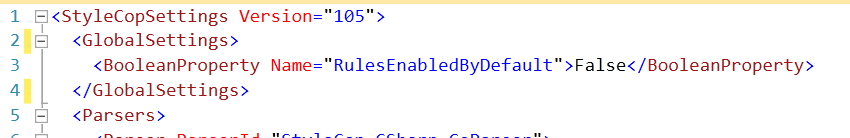 1 <StyleCopSettings Version="105">
2 <GlobalSettings>
3 <BooleanProperty Name="RulesEnabledByDefault">False</BooleanProperty>
4 </GlobalSettings>
5 <Parsers>